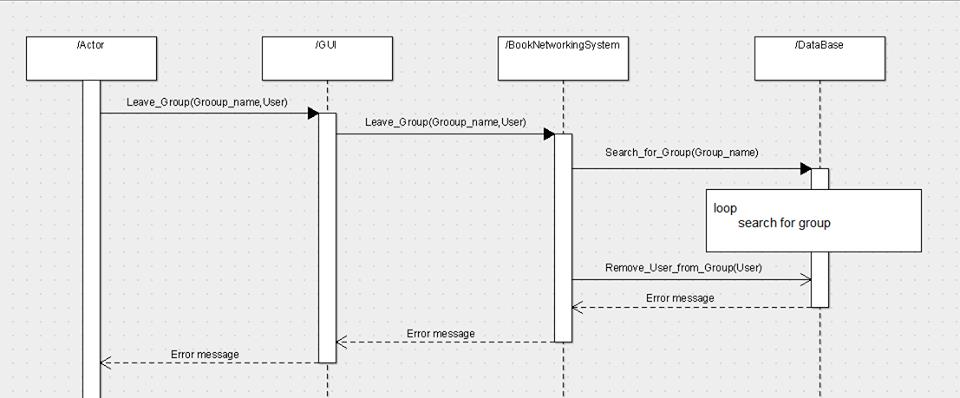 /Actor
/GUI
/BookNetworkingSystem
/DataBase
Leave_Group(Grooup_name,User)
Leave_Group(Grooup_name,User)
Search_for_Group(Group_name)
loop
search for group
Remove_User_from_Group(User)
Error message
Error message
Error message